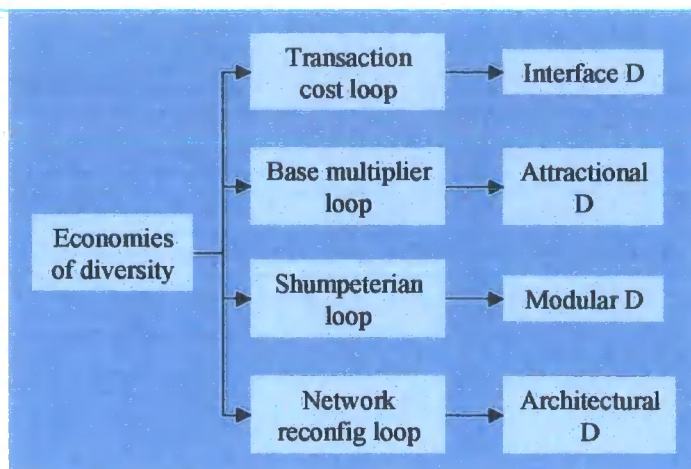 Economies
of diversity
Transaction
cost loop
Interface D
Base multiplier
loop
Attractional
D
Shumpeterian
loop
Modular D
Network
reconfig loop
Architectural
D